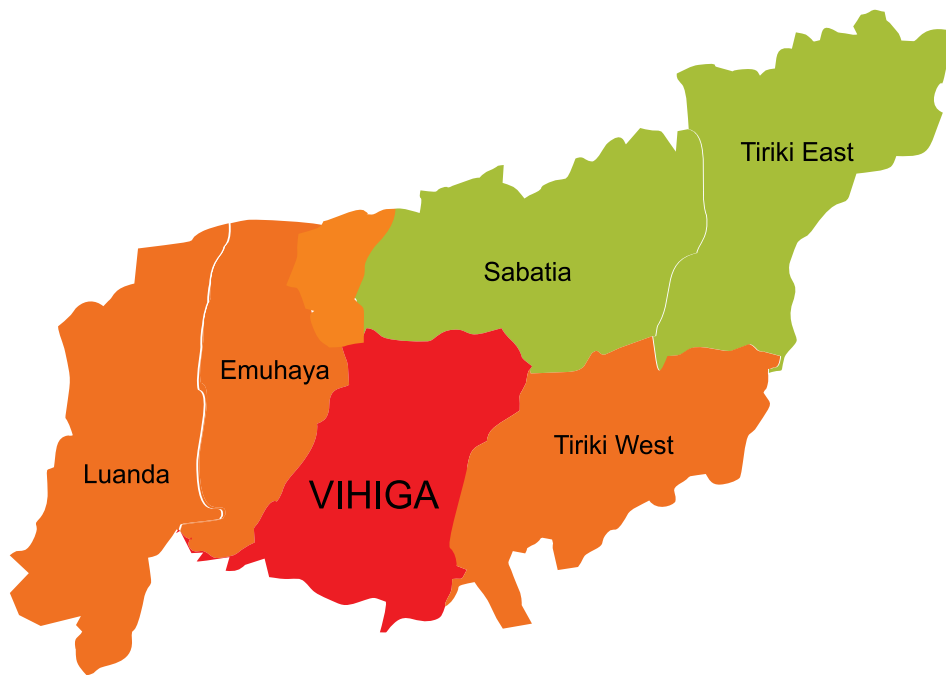 Tiriki East
Sabatia
Emuhaya
Tiriki West
Luanda
VIHIGA